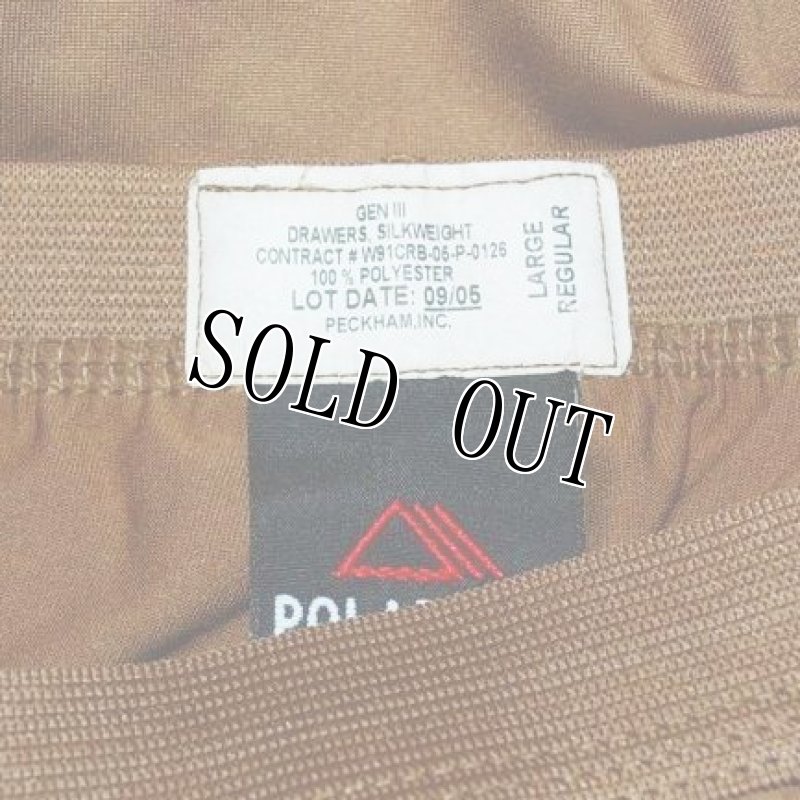 GEN III
DRAWERS, SILKWEIGHT
CONTRACT # W91CRB-05-P-0126
100 % POLYESTER
LOT DATE: 09/05
PECKHAM, INC.
LARGE
REGULAR
SOLD OUT